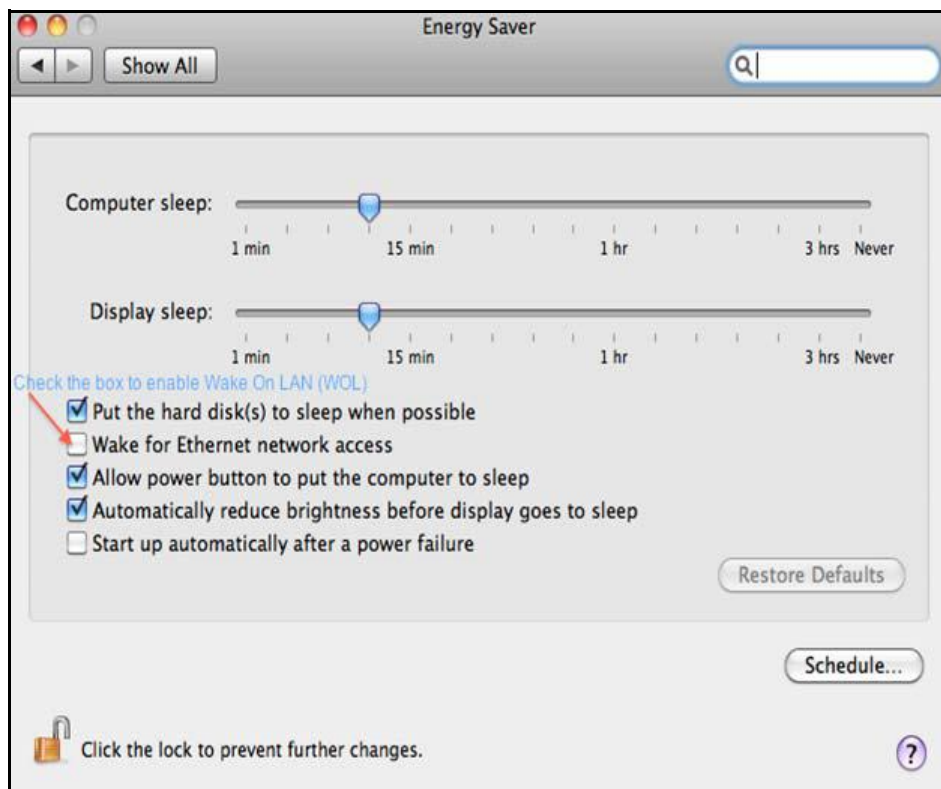 Energy Saver
Show All
Computer sleep:
1 min 15 min 1 hr 3 hrs Never
Display sleep:
1 min 15 min 1 hr 3 hrs Never
Check the box to enable Wake On LAN (WOL)
Put the hard disk(s) to sleep when possible
Wake for Ethernet network access
Allow power button to put the computer to sleep
Automatically reduce brightness before display goes to sleep
Start up automatically after a power failure
Restore Defaults
Schedule...
Click the lock to prevent further changes.
?